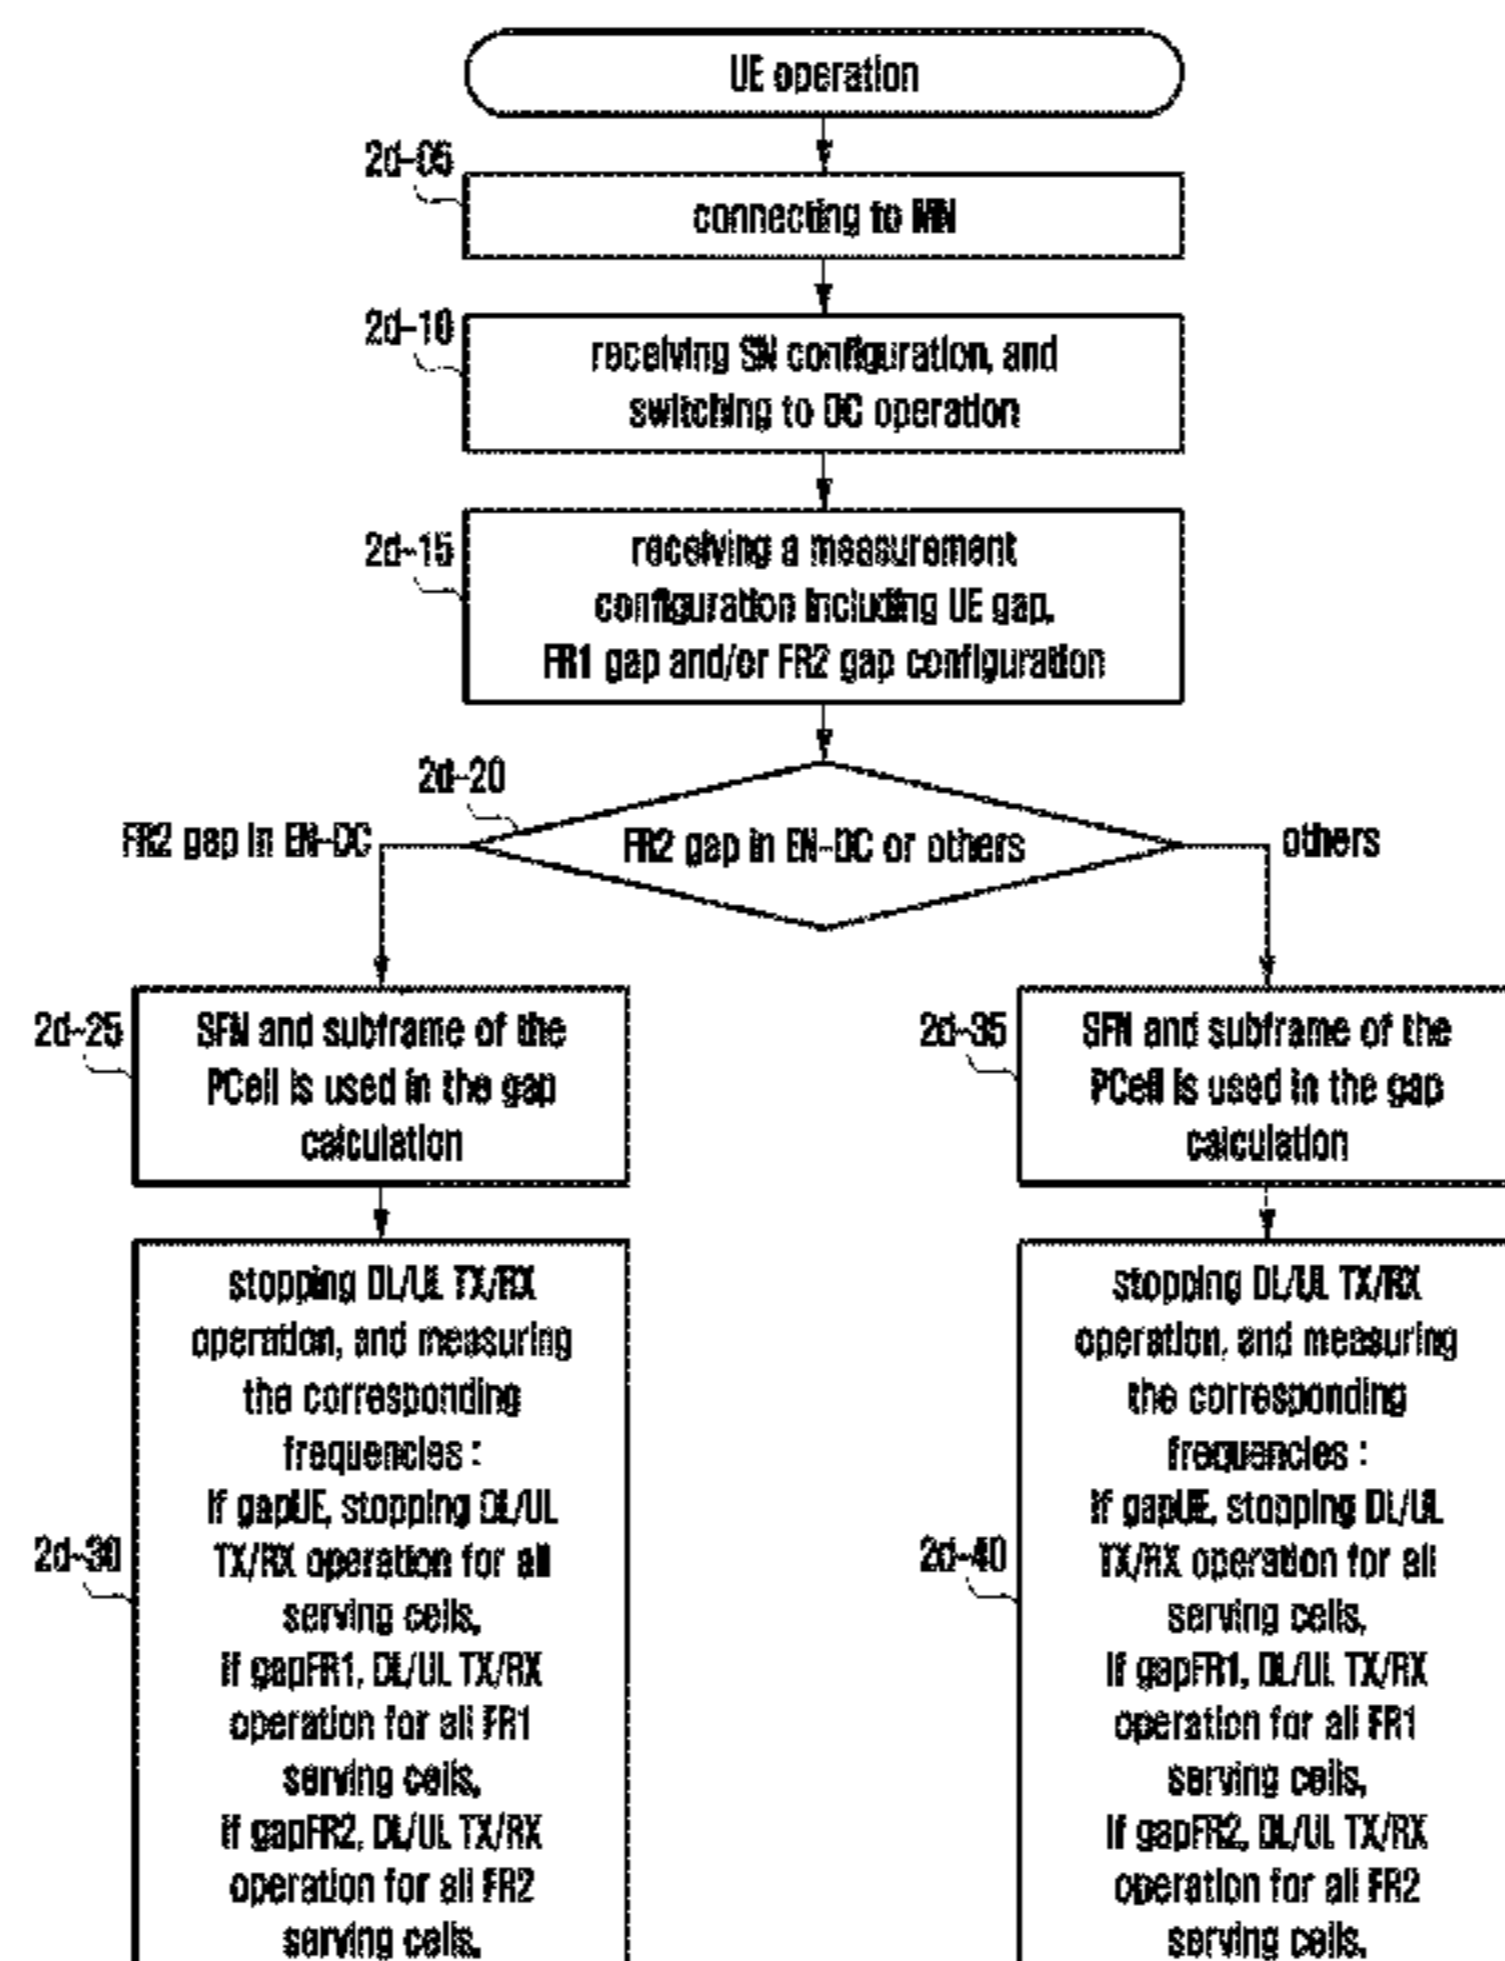 UE operation
2d-05
connecting to MN
2d-10
receiving SN configuration, and
switching to DC operation
2d-15
receiving a measurement
configuration including UE gap,
FR1 gap and/or FR2 gap configuration
2d-20
FR2 gap in EN-DC
FR2 gap in EN-DC or others
others
2d-25
SFN and subframe of the
PCell is used in the gap
calculation
2d-35
SFN and subframe of the
PCell is used in the gap
calculation
2d-30
stopping DL/UL TX/RX
operation, and measuring
the corresponding
frequencies :
if gapUE, stopping DL/UL
TX/RX operation for all
serving cells,
if gapFR1, DL/UL TX/RX
operation for all FR1
serving cells,
if gapFR2, DL/UL TX/RX
operation for all FR2
serving cells,
2d-40
stopping DL/UL TX/RX
operation, and measuring
the corresponding
frequencies :
if gapUE, stopping DL/UL
TX/RX operation for all
serving cells,
if gapFR1, DL/UL TX/RX
operation for all FR1
serving cells,
if gapFR2, DL/UL TX/RX
operation for all FR2
serving cells,